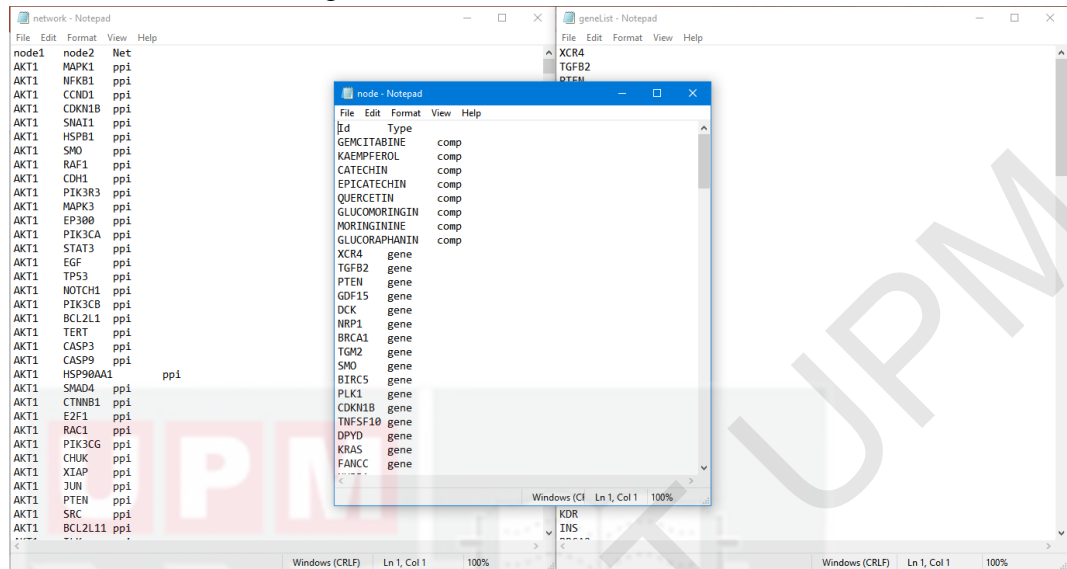 network - Notepad
File Edit Format View Help
node1 node2 Net
AKT1 MAPK1 ppi
AKT1 NFKB1 ppi
AKT1 CCND1 ppi
AKT1 CDKN1B ppi
AKT1 SNAI1 ppi
AKT1 HSPB1 ppi
AKT1 SMO ppi
AKT1 RAF1 ppi
AKT1 CDH1 ppi
AKT1 PIK3R3 ppi
AKT1 MAPK3 ppi
AKT1 EP300 ppi
AKT1 PIK3CA ppi
AKT1 STAT3 ppi
AKT1 EGF ppi
AKT1 TP53 ppi
AKT1 NOTCH1 ppi
AKT1 PIK3CB ppi
AKT1 BCL2L1 ppi
AKT1 TERT ppi
AKT1 CASP3 ppi
AKT1 CASP9 ppi
AKT1 HSP90AA1 ppi
AKT1 SMAD4 ppi
AKT1 CTNNB1 ppi
AKT1 E2F1 ppi
AKT1 RAC1 ppi
AKT1 PIK3CG ppi
AKT1 CHUK ppi
AKT1 XIAP ppi
AKT1 JUN ppi
AKT1 PTEN ppi
AKT1 SRC ppi
AKT1 BCL2L11 ppi
Windows (CRLF) Ln 1, Col 1 100%
node - Notepad
File Edit Format View Help
Id Type
GEMCITABINE comp
KAEMPFEROL comp
CATECHIN comp
EPICATECHIN comp
QUERCETIN comp
GLUCOMORINGIN comp
MORINGININE comp
GLUCORAPHANIN comp
XCR4 gene
TGFB2 gene
PTEN gene
GDF15 gene
DCK gene
NRP1 gene
BRCA1 gene
TGM2 gene
SMO gene
BIRC5 gene
PLK1 gene
CDKN1B gene
TNFSF10 gene
DPYD gene
KRAS gene
FANCC gene
Windows (CF Ln 1, Col 1 100%
geneList - Notepad
File Edit Format View Help
XCR4
TGFB2
PTEN
KDR
INS
Windows (CRLF) Ln 1, Col 1 100%
UPM
T UPM